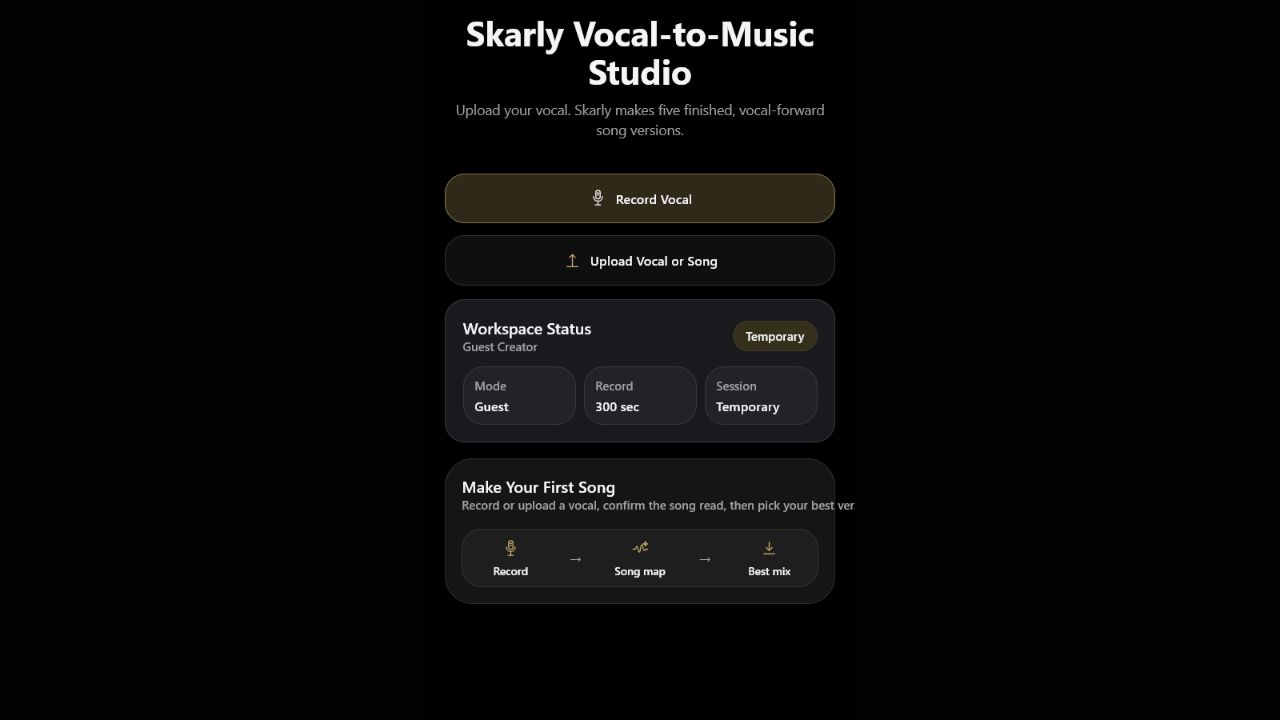 Skarly Vocal-to-Music
Studio
Upload your vocal. Skarly makes five finished, vocal-forward
song versions.
Record Vocal
Upload Vocal or Song
Workspace Status
Guest Creator
Temporary
Mode
Guest
Record
300 sec
Session
Temporary
Make Your First Song
Record or upload a vocal, confirm the song read, then pick your best ver
Record
→
Song map
→
Best mix